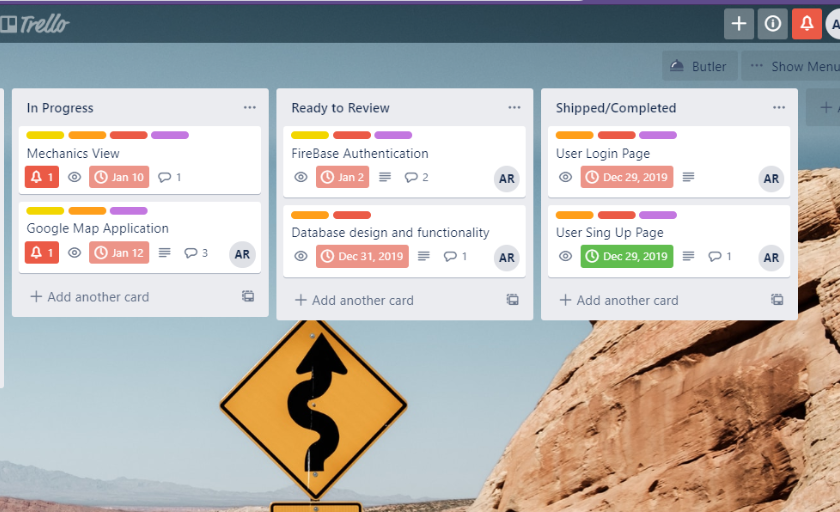 Trello
A
Butler
... Show Menu
In Progress
Mechanics View
1
Jan 10
1
Google Map Application
1
Jan 12
3
AR
+ Add another card
Ready to Review
FireBase Authentication
Jan 2
2
AR
Database design and functionality
Dec 31, 2019
1
AR
+ Add another card
Shipped/Completed
User Login Page
Dec 29, 2019
AR
User Sing Up Page
Dec 29, 2019
1
AR
+ Add another card